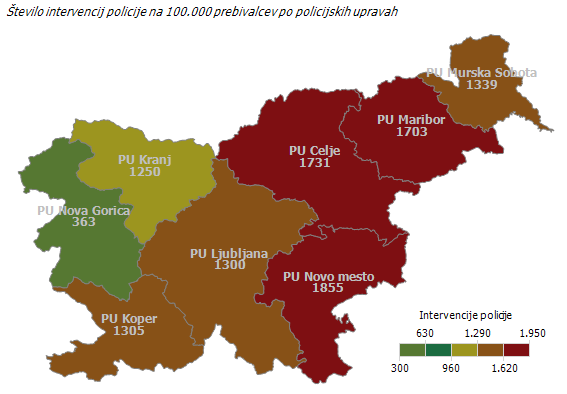 Število intervencij policije na 100.000 prebivalcev po policijskih upravah
PU Murska Sobota
1339
PU Maribor
1703
PU Celje
1731
PU Kranj
1250
PU Nova Gorica
363
PU Ljubljana
1300
PU Novo mesto
1855
PU Koper
1305
Intervencije policije
630 1.290 1.950
300 960 1.620